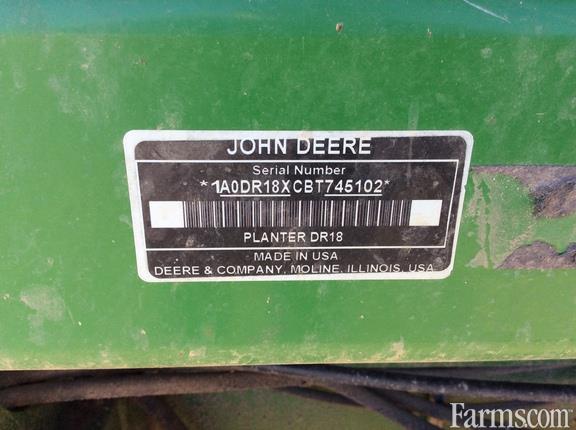 JOHN DEERE
Serial Number
*1A0DR18XCBT745102*
PLANTER DR18
MADE IN USA
DEERE & COMPANY, MOLINE, ILLINOIS, USA
Farms.com